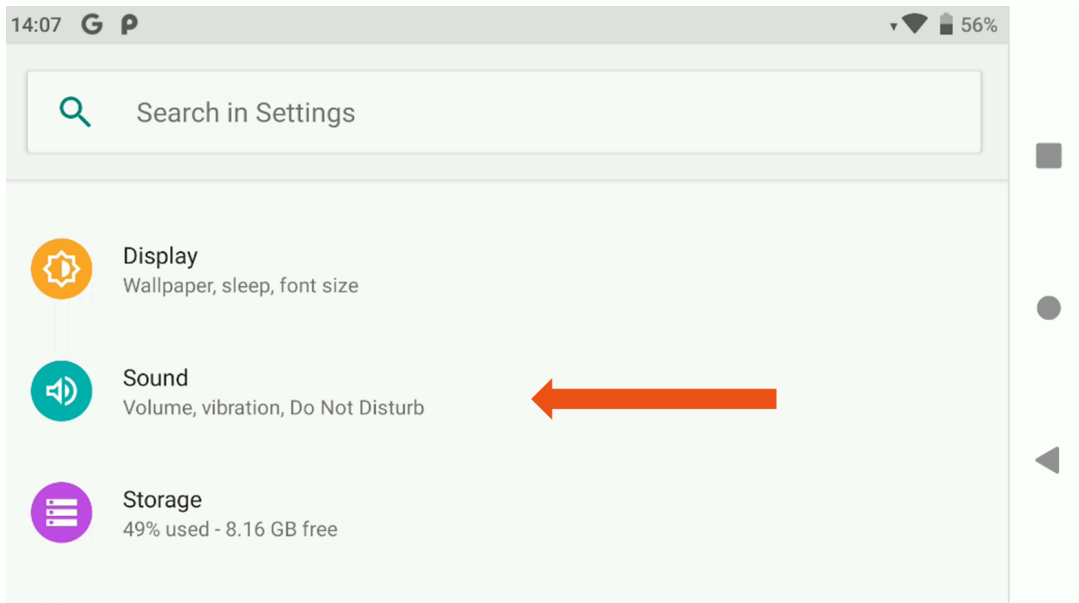 14:07 56%
Search in Settings
Display
Wallpaper, sleep, font size
Sound
Volume, vibration, Do Not Disturb
Storage
49% used - 8.16 GB free